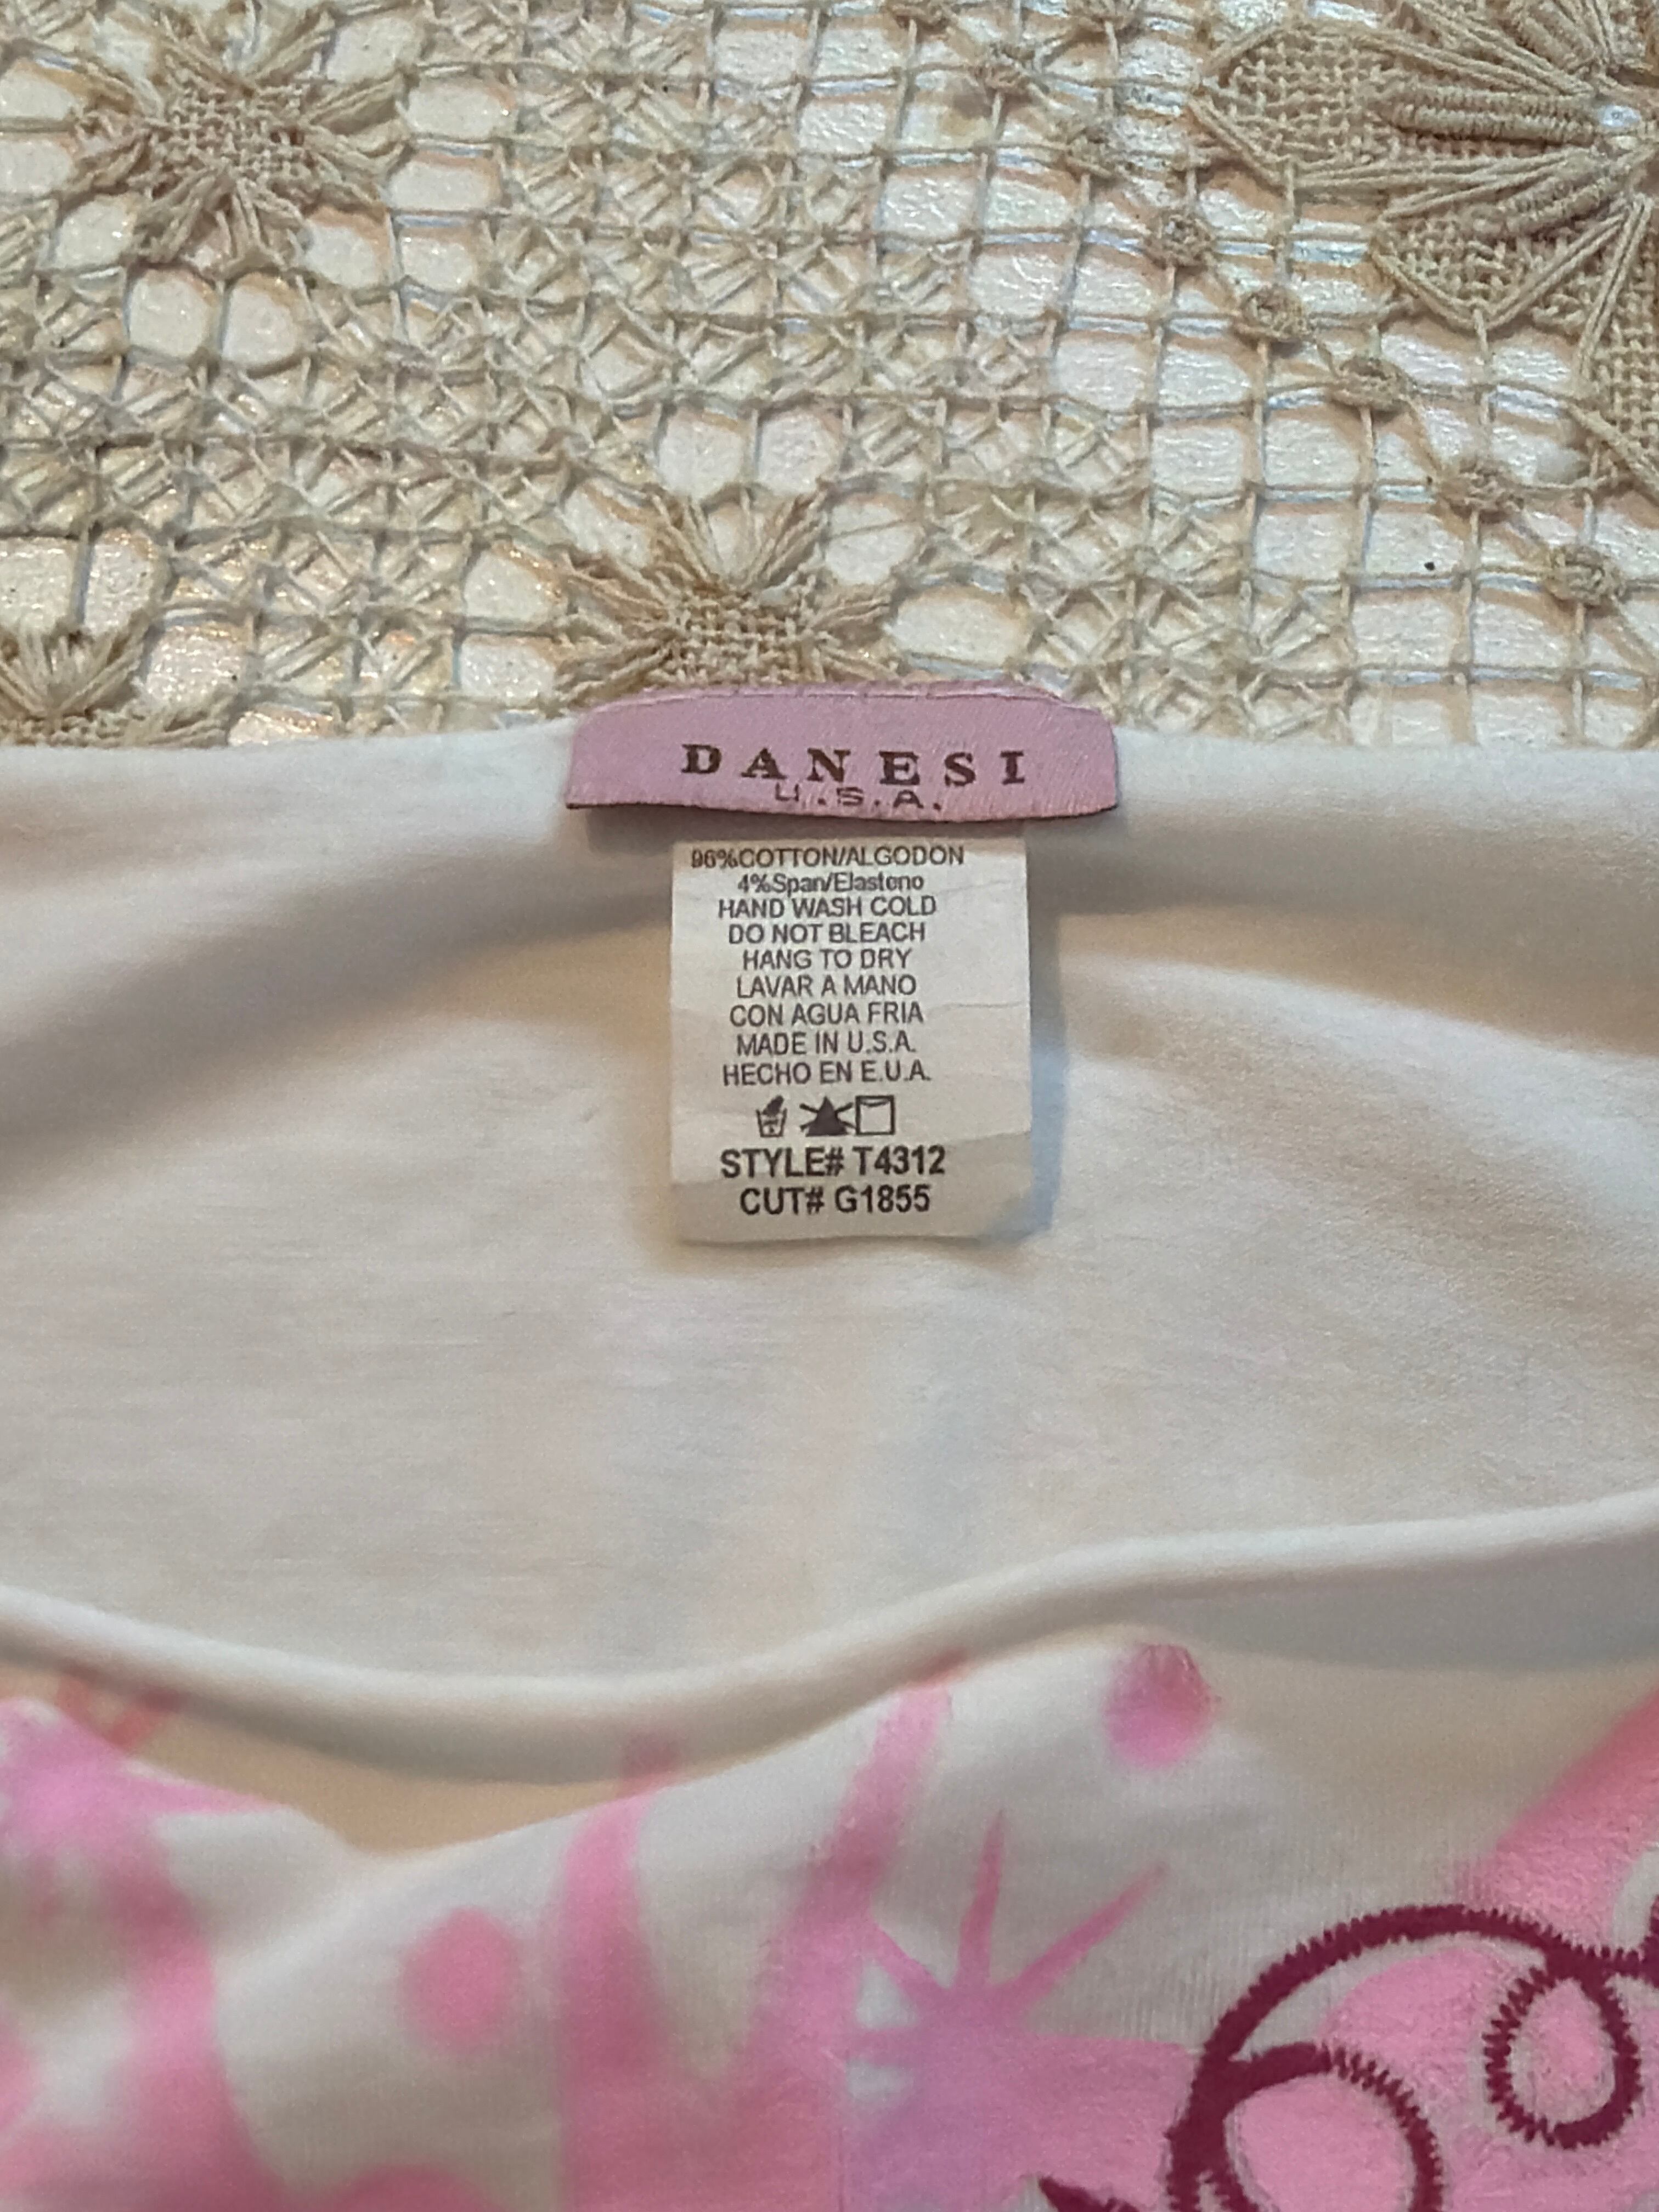 DANESI
U.S.A.
96%COTTON/ALGODON
4%Span/Elasteno
HAND WASH COLD
DO NOT BLEACH
HANG TO DRY
LAVAR A MANO
CON AGUA FRIA
MADE IN U.S.A.
HECHO EN E.U.A.
STYLE# T4312
CUT# G1855